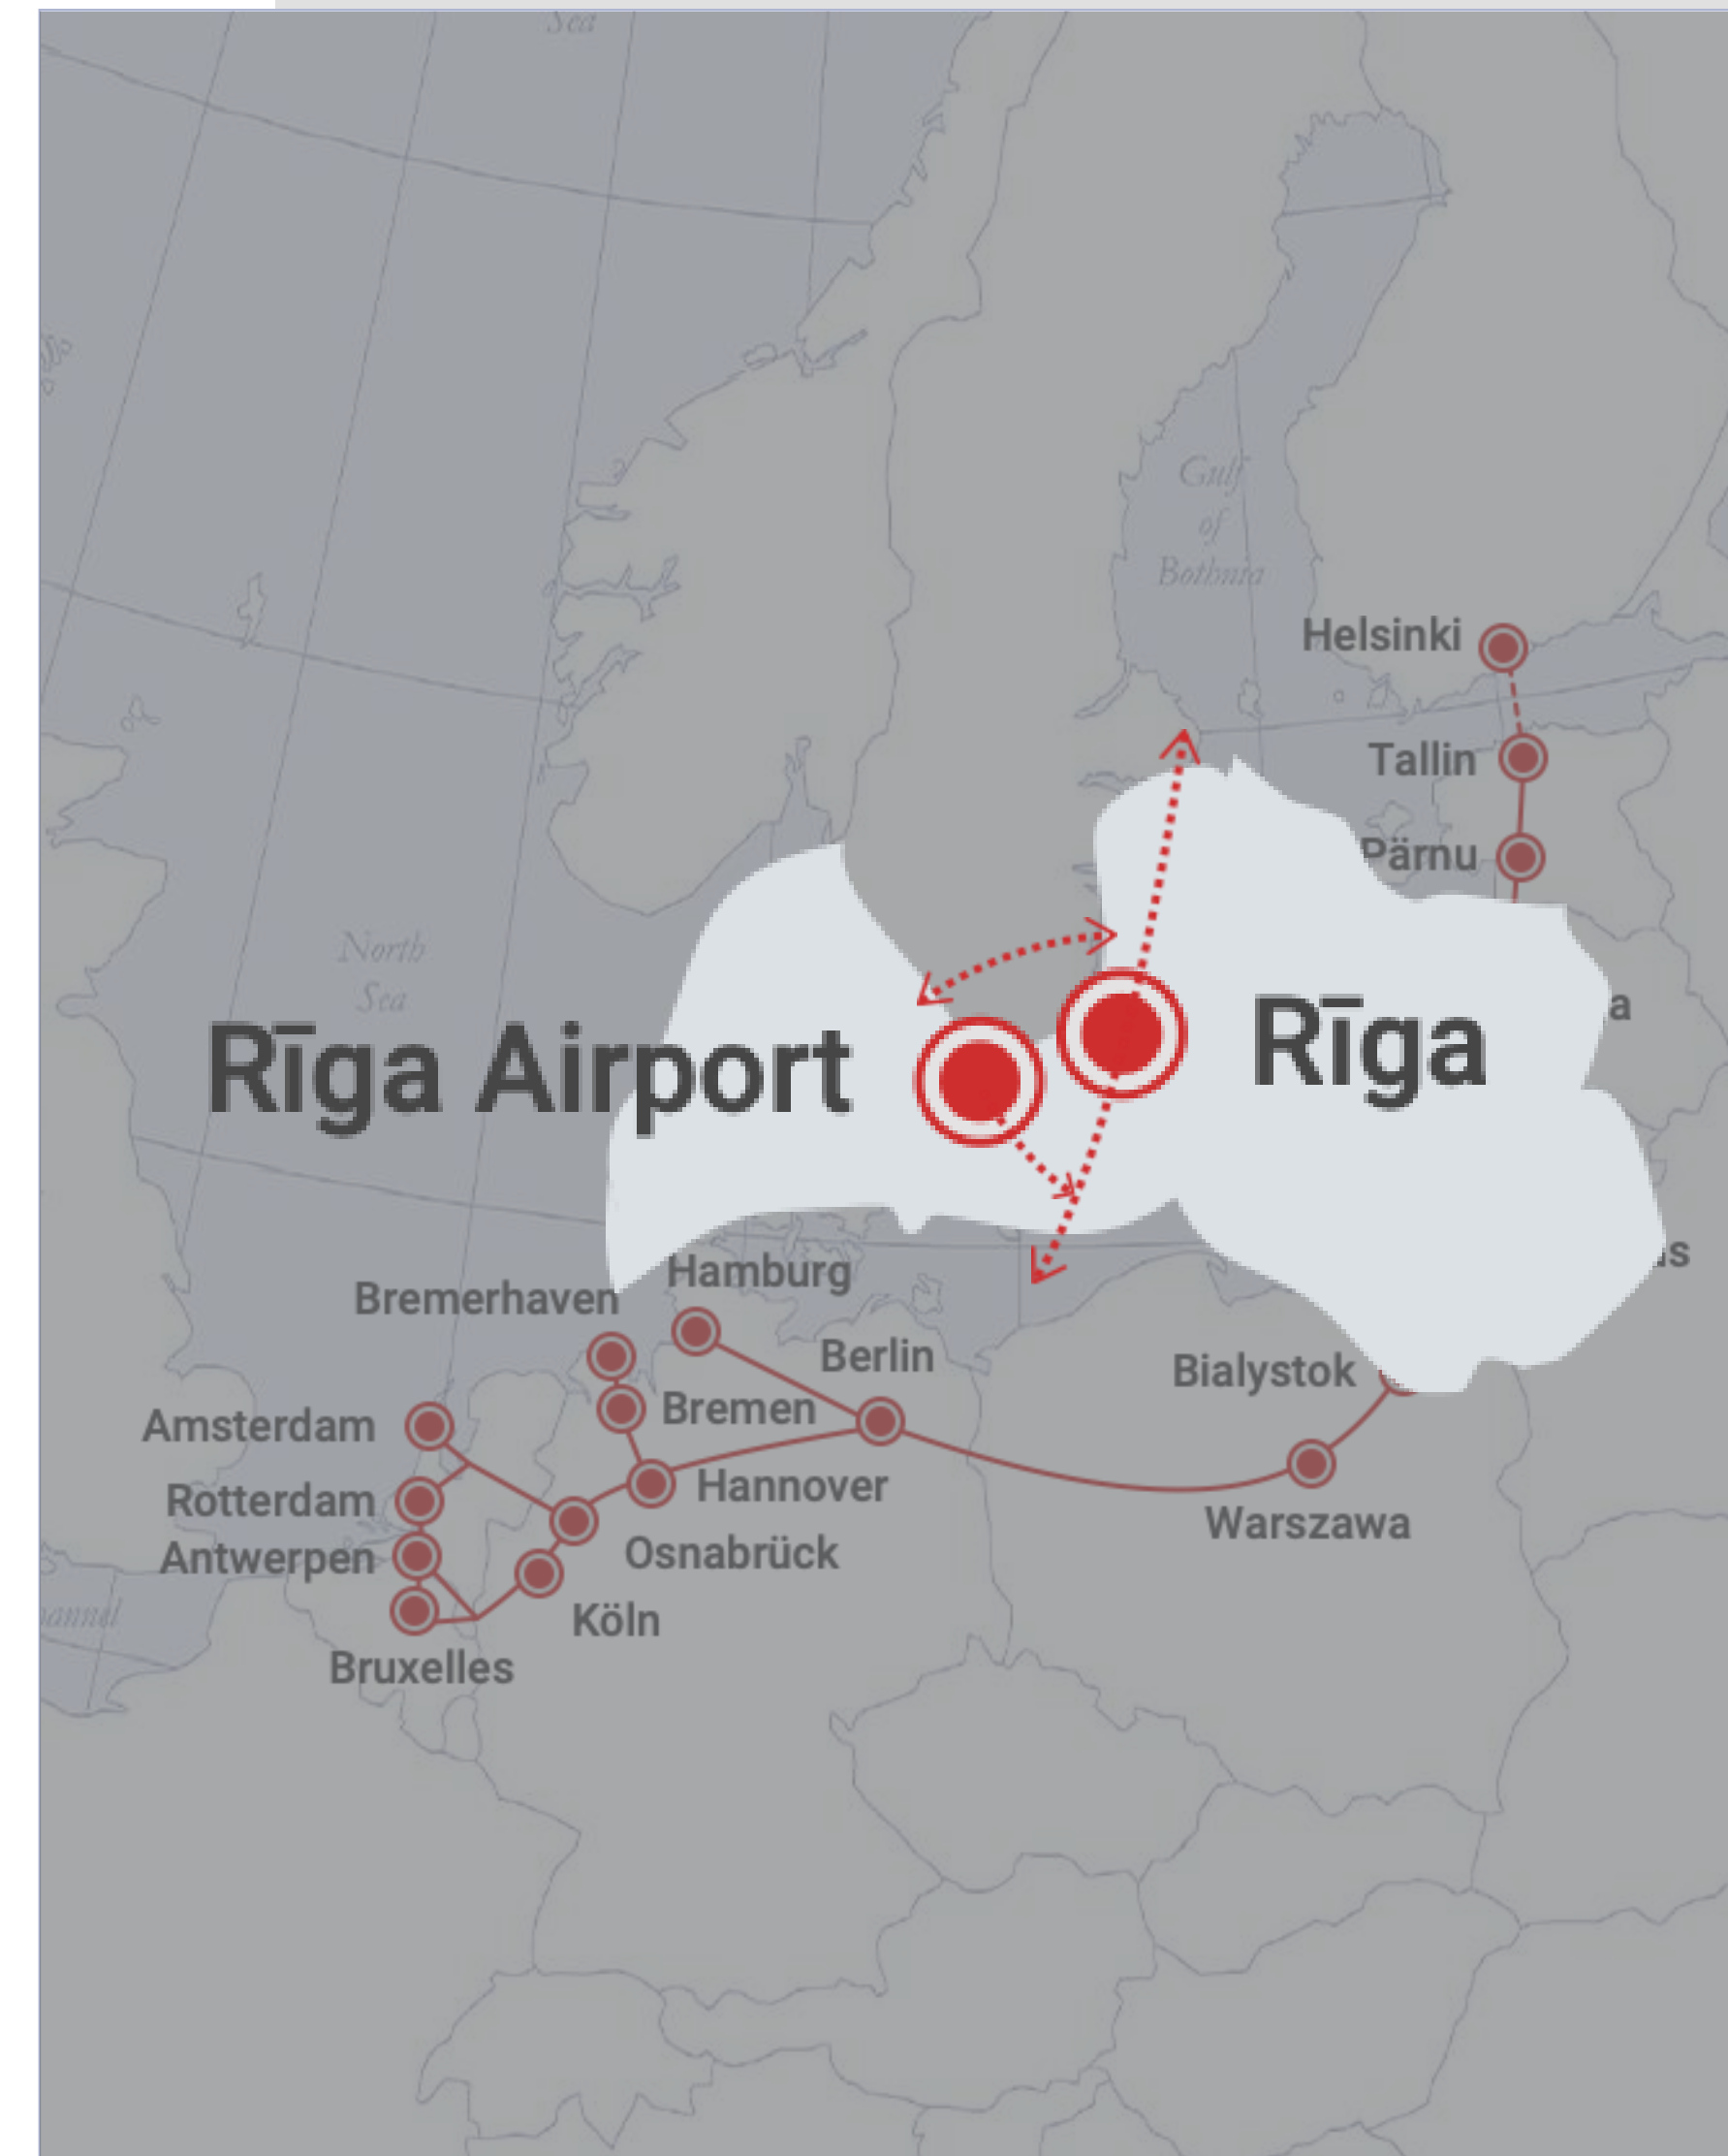 Sea
Gulf
of
Bothnia
Helsinki
Tallin
Pärnu
North
Sea
Rīga Airport
Rīga
a
Hamburg
Bremerhaven
Berlin
Bialystok
Bremen
Amsterdam
Hannover
Rotterdam
Warszawa
Osnabrück
Antwerpen
Köln
Bruxelles